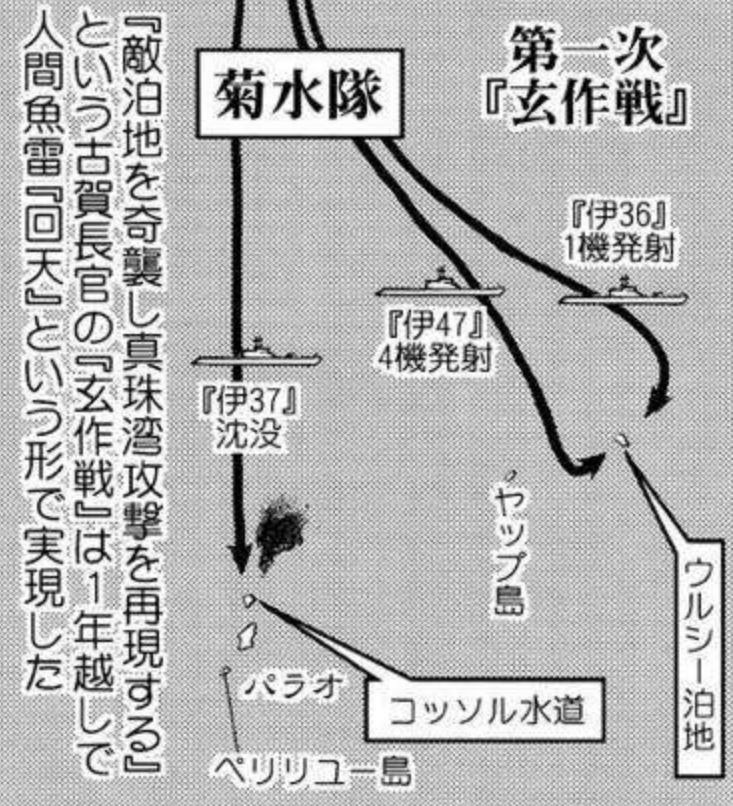 第一次
『玄作戦』
菊水隊
『伊36』
1機発射
『伊47』
4機発射
『伊37』
沈没
ヤップ島
ウルシー泊地
コッソル水道
パラオ
ペリリュー島
『敵泊地を奇襲し真珠湾攻撃を再現する』
という古賀長官の『玄作戦』は1年越しで
人間魚雷『回天』という形で実現した